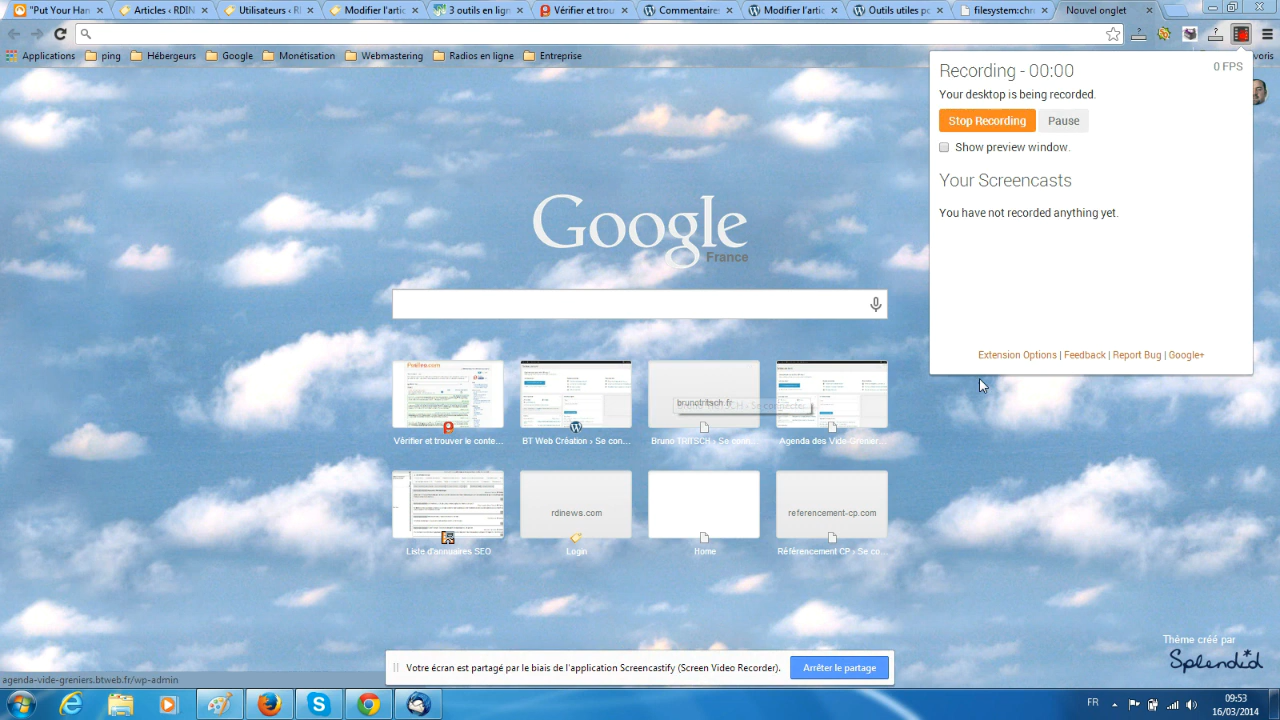 "Put Your Han
Articles ‹ RDIN
Utilisateurs ‹ R
Modifier l'artic
3 outils en lign
Vérifier et trou
Commentaires
Modifier l'artic
Outils utiles po
filesystem:chr
Nouvel onglet
Applications
ping
Hébergeurs
Google
Monétisation
Webmastering
Radios en ligne
Entreprise
voris
Recording - 00:00
0 FPS
Your desktop is being recorded.
Stop Recording
Pause
Show preview window.
Your Screencasts
You have not recorded anything yet.
Extension Options | Feedback | Report Bug | Google+
Google
France
brunotritsch.fr
Vérifier et trouver le conte...
BT Web Création › Se con...
Bruno TRITSCH › Se conn...
Agenda des Vide-Grenier...
rdinews.com
referencement-cp.com
Liste d'annuaires SEO
Login
Home
Référencement CP › Se co...
Thème créé par
Splendid
Votre écran est partagé par le biais de l'application Screencastify (Screen Video Recorder).
Arrêter le partage
agenda-vide-greniers.btweb.fr/wp-admin
FR
09:53
16/03/2014